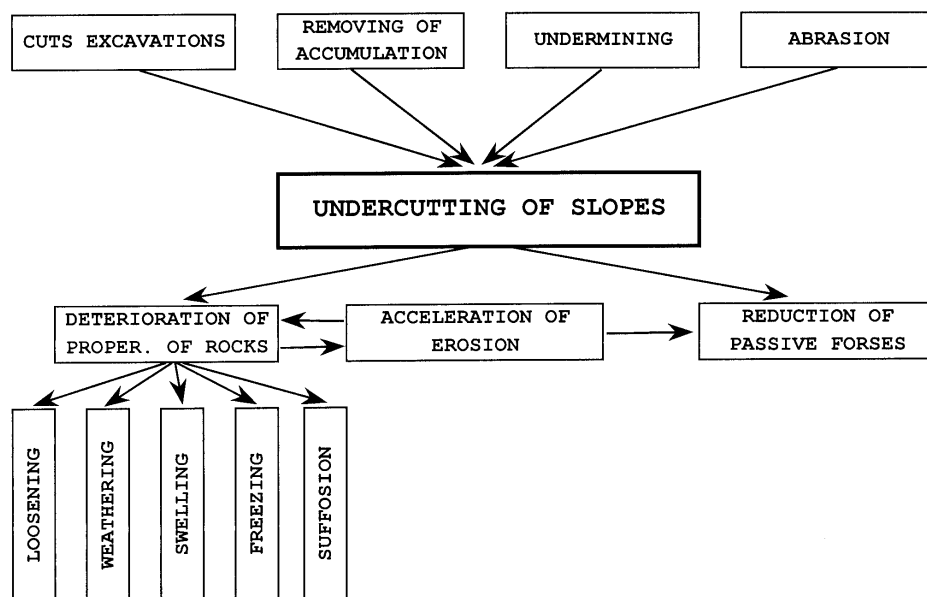 CUTS EXCAVATIONS
REMOVING OF
ACCUMULATION
UNDERMINING
ABRASION
UNDERCUTTING OF SLOPES
DETERIORATION OF
PROPER. OF ROCKS
ACCELERATION OF
EROSION
REDUCTION OF
PASSIVE FORSES
LOOSENING
WEATHERING
SWELLING
FREEZING
SUFFOSION